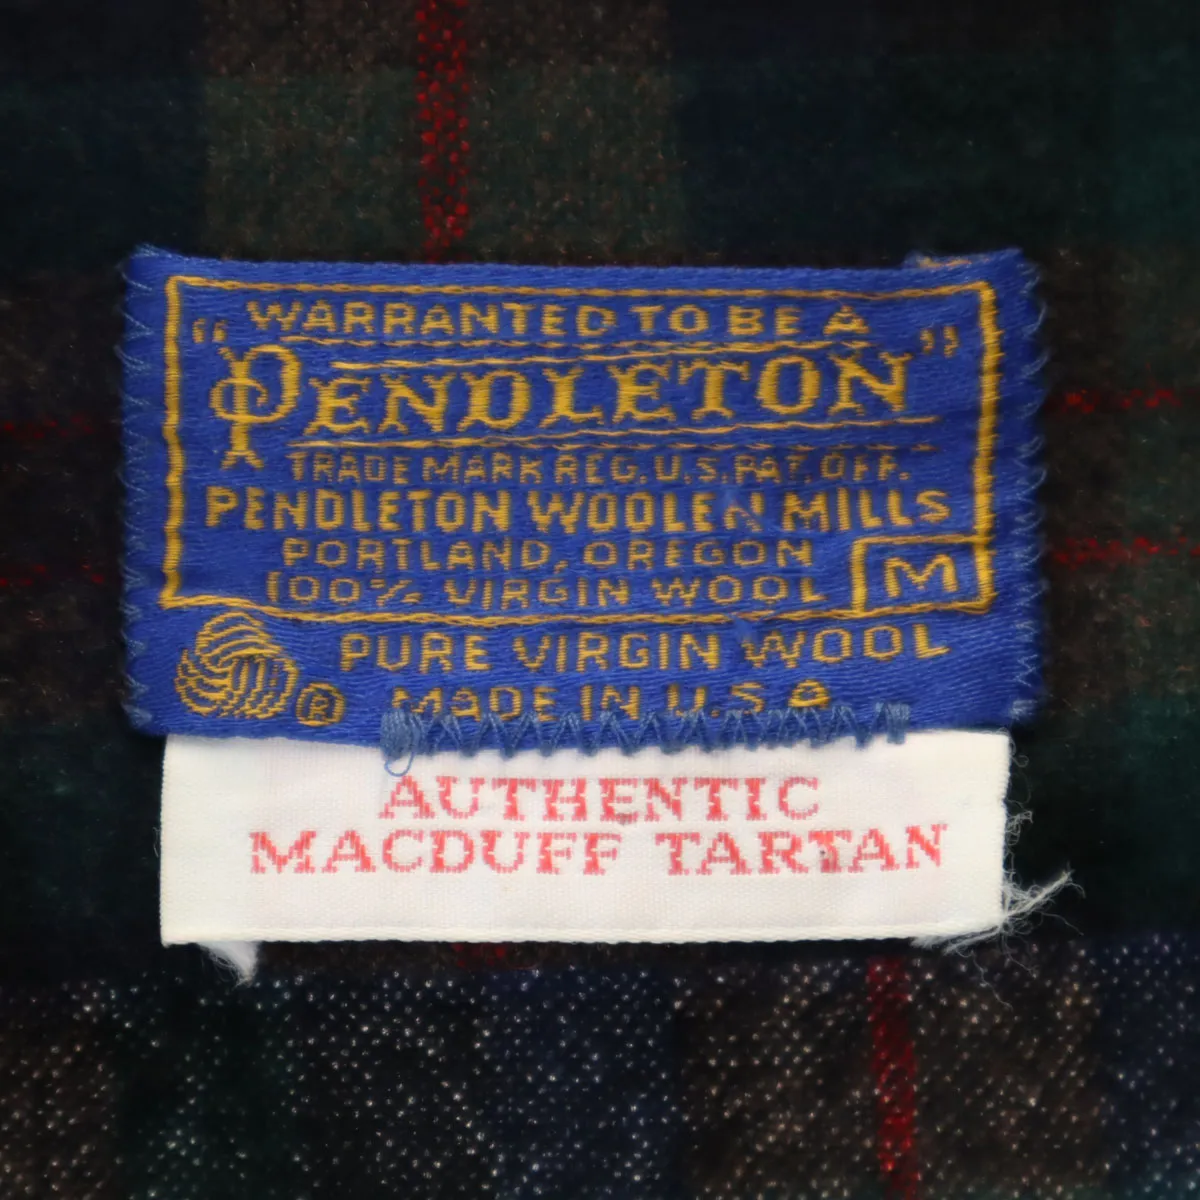 WARRANTED TO BE A
"PENDLETON"
TRADE MARK REG. U.S. PAT. OFF.
PENDLETON WOOLEN MILLS
PORTLAND, OREGON
100% VIRGIN WOOL
M
PURE VIRGIN WOOL
® MADE IN U.S.A
AUTHENTIC
MACDUFF TARTAN